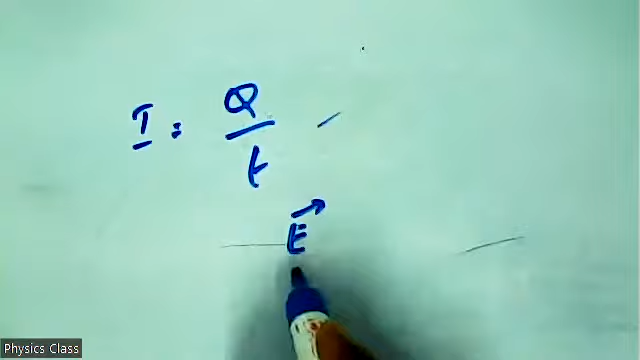 I = Q/t
E⃗
Physics Class